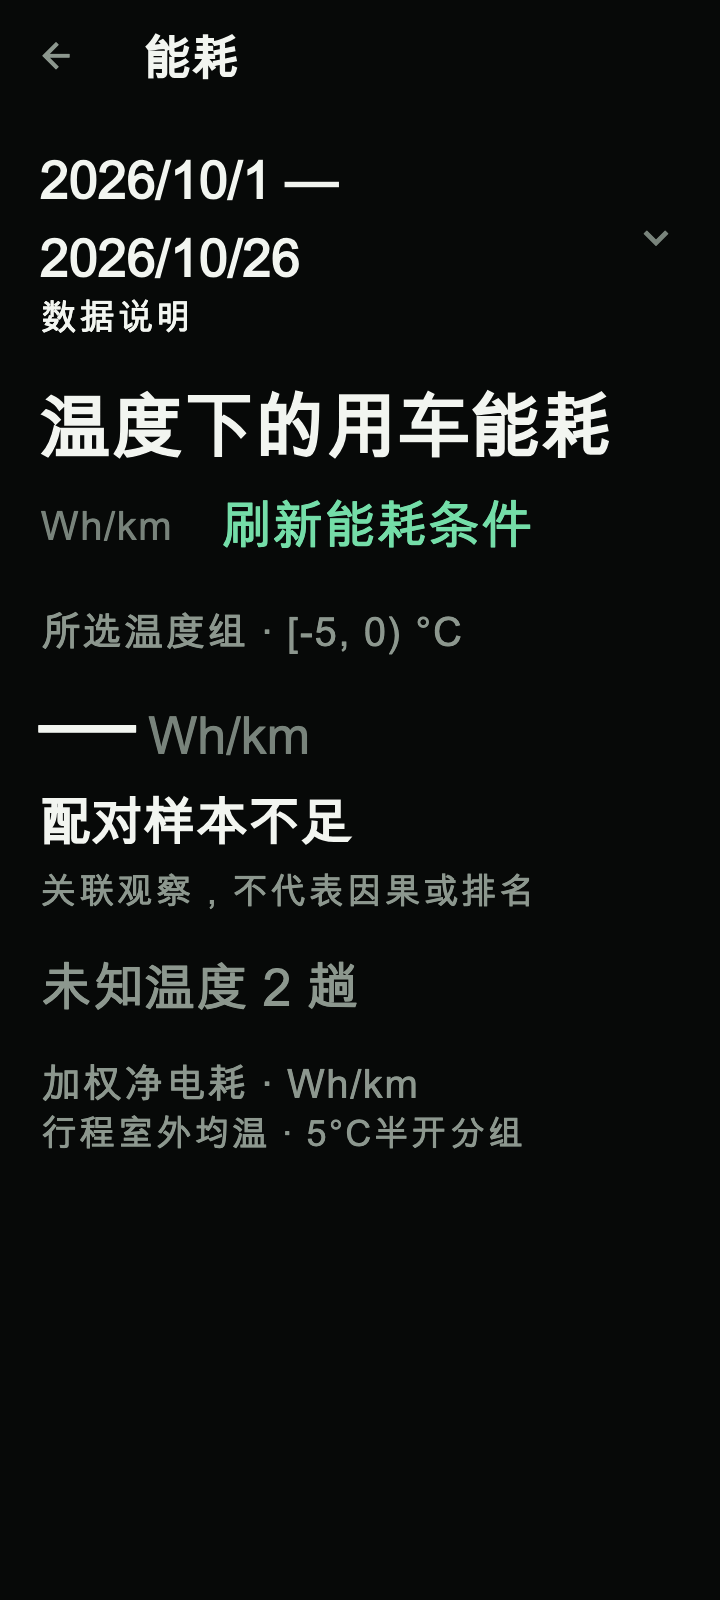 能耗
2026/10/1 —
2026/10/26
数据说明
温度下的用车能耗
Wh/km 刷新能耗条件
所选温度组 · [-5, 0) °C
— Wh/km
配对样本不足
关联观察，不代表因果或排名
未知温度 2 趟
加权净电耗 · Wh/km
行程室外均温 · 5°C半开分组